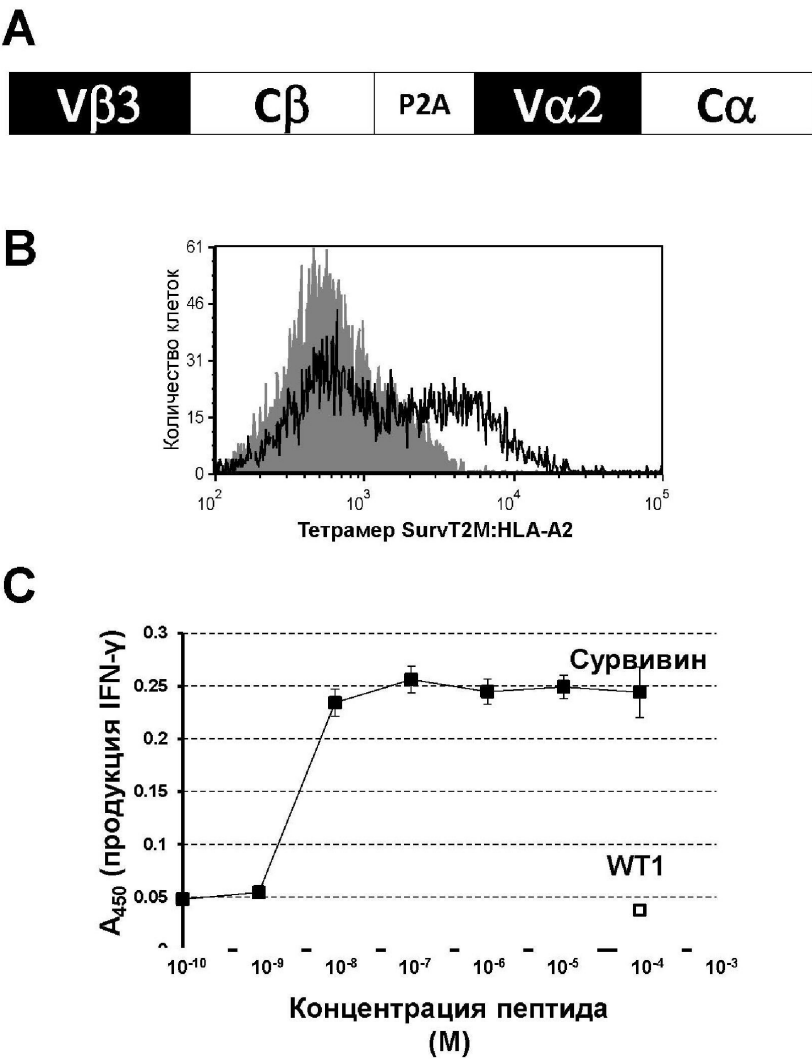 A
Vβ3 Cβ P2A Vα2 Cα
B
Количество клеток
61
46
31
15
0
10² 10³ 10⁴ 10⁵
Тетрамер SurvT2M:HLA-A2
C
A₄₅₀ (продукция IFN-γ)
0.3
Сурвивин
0.25
0.2
0.15
0.1
WT1
0.05
10⁻¹⁰ 10⁻⁹ 10⁻⁸ 10⁻⁷ 10⁻⁶ 10⁻⁵ 10⁻⁴ 10⁻³
Концентрация пептида
(M)